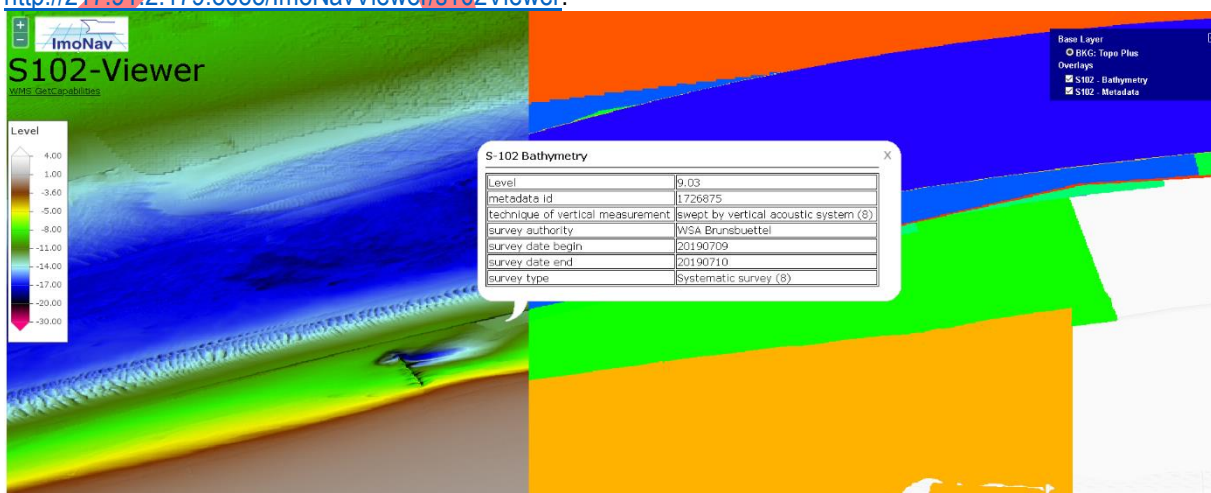 ImoNav
S102-Viewer
WMS GetCapabilities
Level
4.00
1.00
-3.60
-5.00
-8.00
-11.00
-14.00
-17.00
-20.00
-30.00
S-102 Bathymetry X
Level 9.03
metadata id 1726875
technique of vertical measurement swept by vertical acoustic system (8)
survey authority WSA Brunsbuettel
survey date begin 20190709
survey date end 20190710
survey type Systematic survey (8)
Base Layer
BKG: Topo Plus
Overlays
S102 - Bathymetry
S102 - Metadata